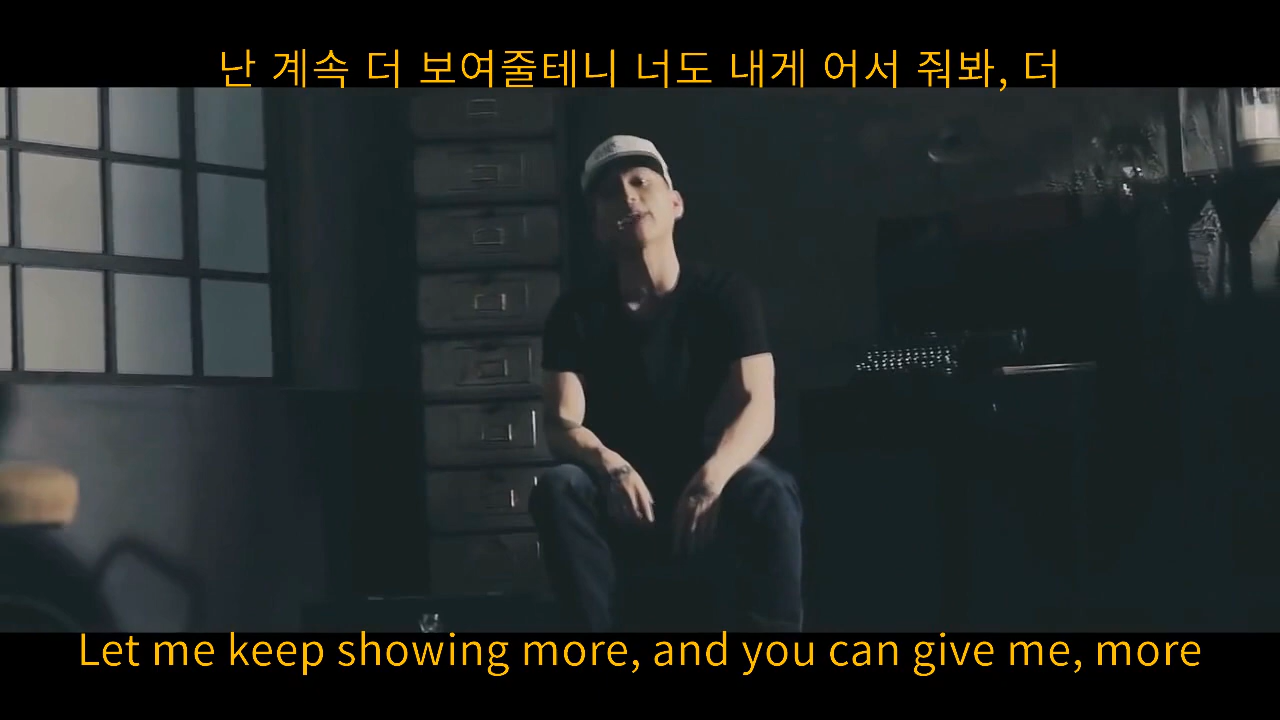 난 계속 더 보여줄테니 너도 내게 어서 줘봐, 더
Let me keep showing more, and you can give me, more